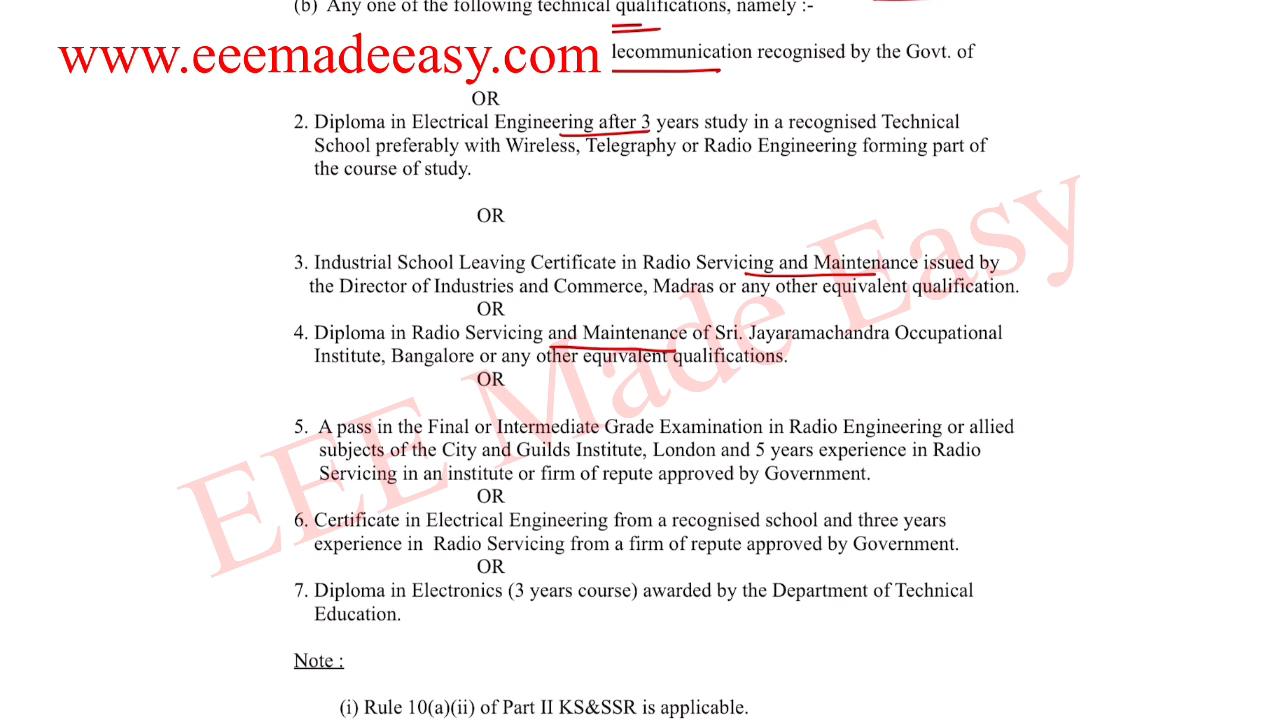 (b) Any one of the following technical qualifications, namely :-
www.eeemadeeasy.com lecommunication recognised by the Govt. of
OR
2. Diploma in Electrical Engineering after 3 years study in a recognised Technical
School preferably with Wireless, Telegraphy or Radio Engineering forming part of
the course of study.
OR
3. Industrial School Leaving Certificate in Radio Servicing and Maintenance issued by
the Director of Industries and Commerce, Madras or any other equivalent qualification.
OR
4. Diploma in Radio Servicing and Maintenance of Sri. Jayaramachandra Occupational
Institute, Bangalore or any other equivalent qualifications.
OR
5. A pass in the Final or Intermediate Grade Examination in Radio Engineering or allied
subjects of the City and Guilds Institute, London and 5 years experience in Radio
Servicing in an institute or firm of repute approved by Government.
OR
6. Certificate in Electrical Engineering from a recognised school and three years
experience in Radio Servicing from a firm of repute approved by Government.
OR
7. Diploma in Electronics (3 years course) awarded by the Department of Technical
Education.
Note :
(i) Rule 10(a)(ii) of Part II KS&SSR is applicable.
EEE Made Easy